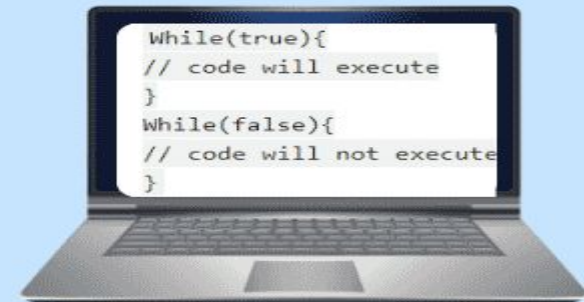 While(true){
// code will execute
}
While(false){
// code will not execute
}